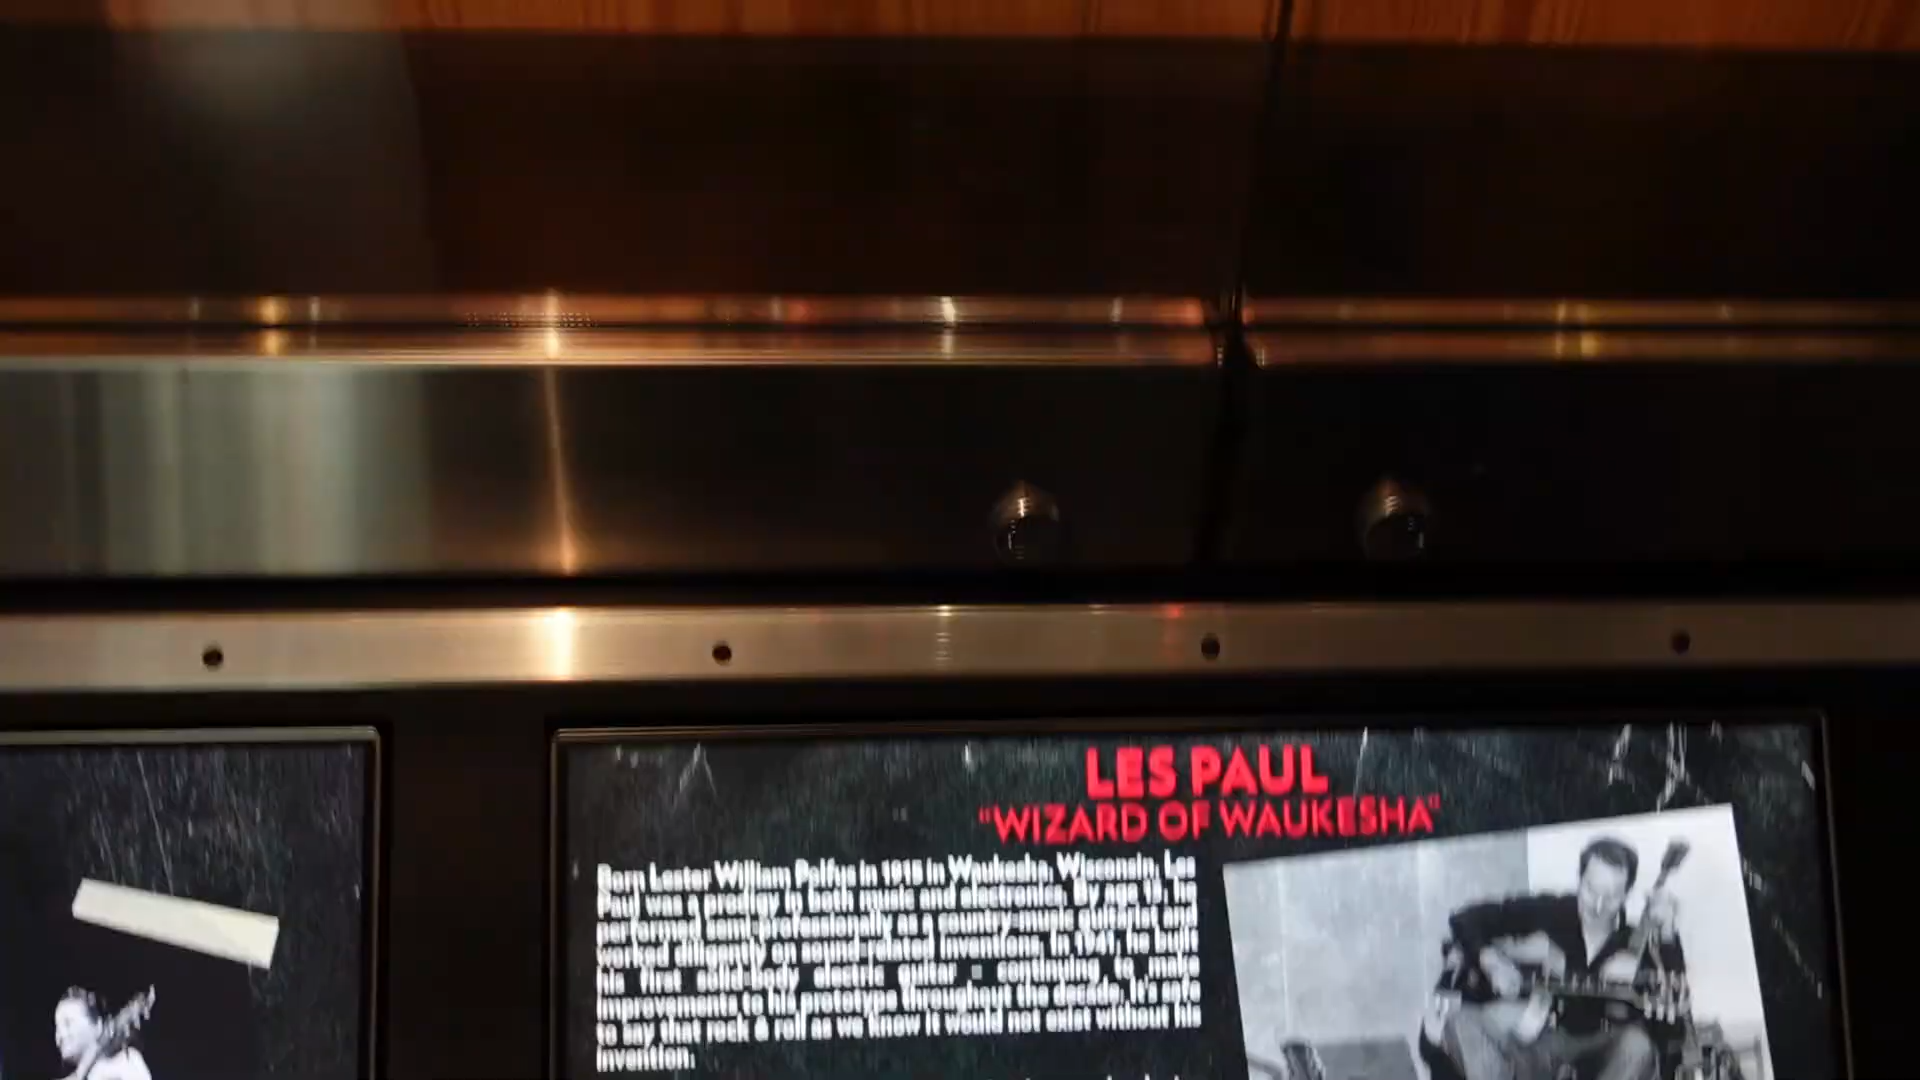 LES PAUL
"WIZARD OF WAUKESHA"
Born Lester William Polfus in 1915 in Waukesha, Wisconsin, Les
Paul was a prodigy in both music and electronics. By age 13, he
performed semi-professionally as a country-music guitarist and
worked diligently on sound-related inventions. In 1941, he built
his first solid-body electric guitar continuing to make
improvements to his prototype throughout the decade. It's safe
to say that rock & roll as we know it would not exist without his
invention.